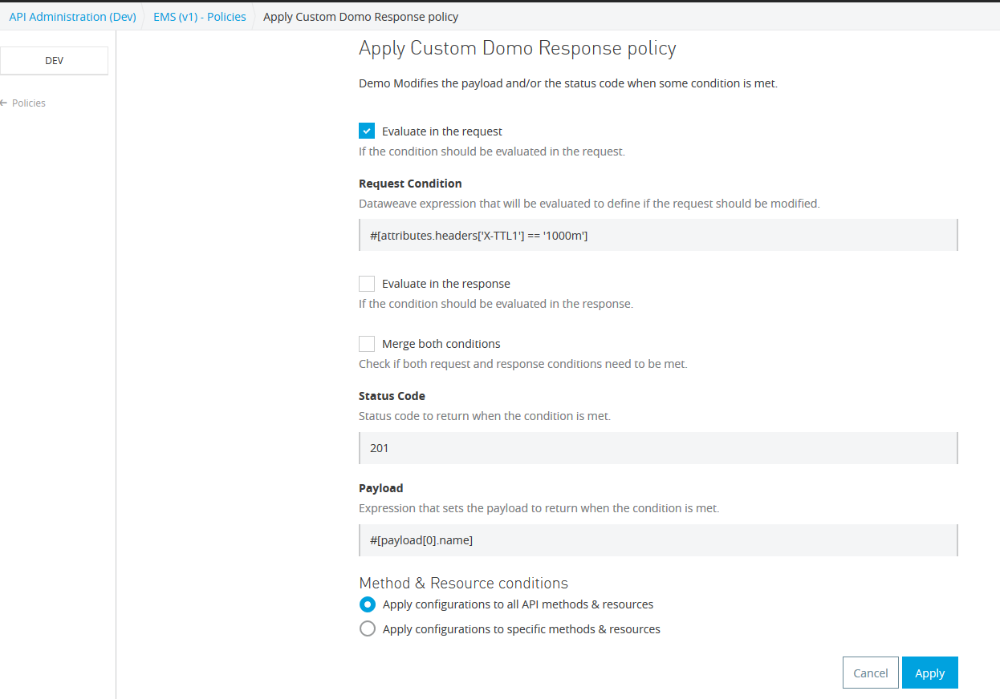 API Administration (Dev) EMS (v1) - Policies Apply Custom Domo Response policy
DEV
← Policies
Apply Custom Domo Response policy
Demo Modifies the payload and/or the status code when some condition is met.
Evaluate in the request
If the condition should be evaluated in the request.
Request Condition
Dataweave expression that will be evaluated to define if the request should be modified.
#[attributes.headers['X-TTL1'] == '1000m']
Evaluate in the response
If the condition should be evaluated in the response.
Merge both conditions
Check if both request and response conditions need to be met.
Status Code
Status code to return when the condition is met.
201
Payload
Expression that sets the payload to return when the condition is met.
#[payload[0].name]
Method & Resource conditions
Apply configurations to all API methods & resources
Apply configurations to specific methods & resources
Cancel Apply